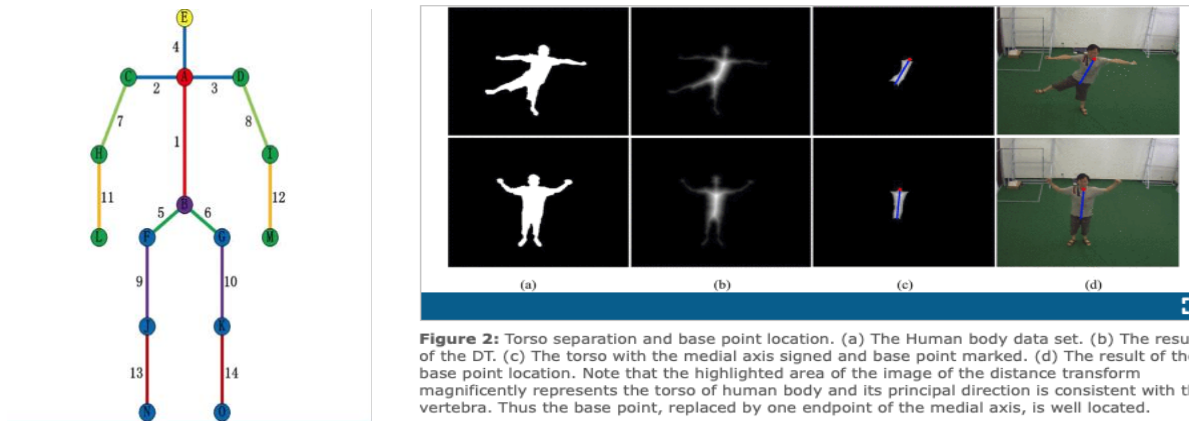 E
4
C
A
D
2
3
7
8
1
H
I
11
12
B
5
6
L
F
G
M
9
10
J
K
13
14
N
O
(a)
(b)
(c)
(d)
Figure 2: Torso separation and base point location. (a) The Human body data set. (b) The resu
of the DT. (c) The torso with the medial axis signed and base point marked. (d) The result of the
base point location. Note that the highlighted area of the image of the distance transform
magnificently represents the torso of human body and its principal direction is consistent with th
vertebra. Thus the base point, replaced by one endpoint of the medial axis, is well located.